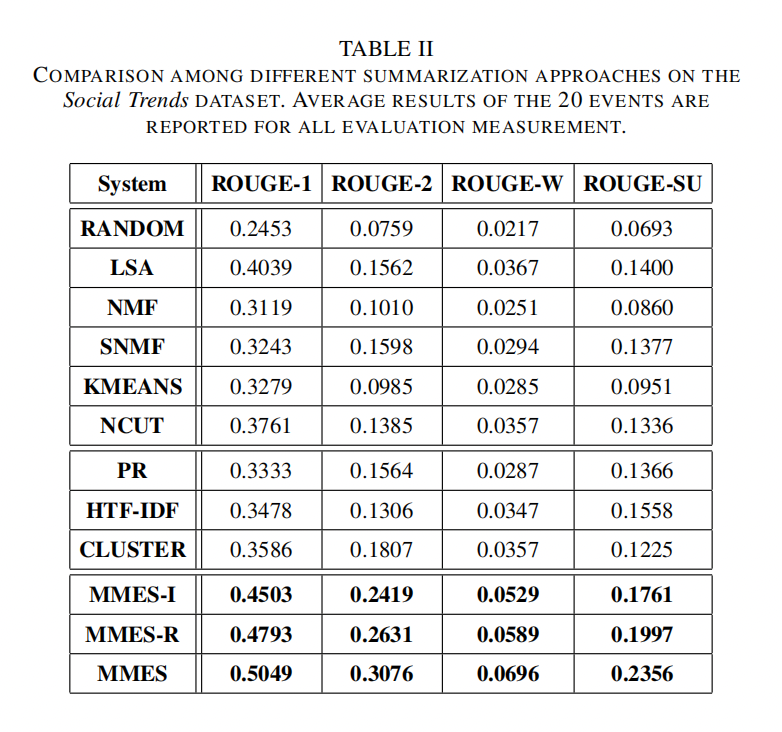 TABLE II
COMPARISON AMONG DIFFERENT SUMMARIZATION APPROACHES ON THE
Social Trends DATASET. AVERAGE RESULTS OF THE 20 EVENTS ARE
REPORTED FOR ALL EVALUATION MEASUREMENT.
System ROUGE-1 ROUGE-2 ROUGE-W ROUGE-SU
RANDOM 0.2453 0.0759 0.0217 0.0693
LSA 0.4039 0.1562 0.0367 0.1400
NMF 0.3119 0.1010 0.0251 0.0860
SNMF 0.3243 0.1598 0.0294 0.1377
KMEANS 0.3279 0.0985 0.0285 0.0951
NCUT 0.3761 0.1385 0.0357 0.1336
PR 0.3333 0.1564 0.0287 0.1366
HTF-IDF 0.3478 0.1306 0.0347 0.1558
CLUSTER 0.3586 0.1807 0.0357 0.1225
MMES-I 0.4503 0.2419 0.0529 0.1761
MMES-R 0.4793 0.2631 0.0589 0.1997
MMES 0.5049 0.3076 0.0696 0.2356